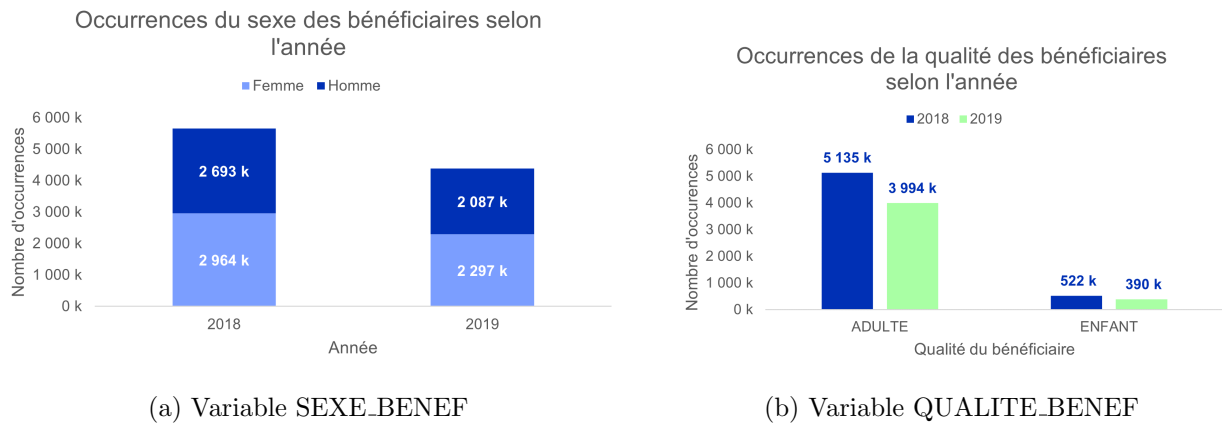 Occurrences du sexe des bénéficiaires selon
l'année
Femme Homme
Nombre d'occurrences
6 000 k
5 000 k
4 000 k
3 000 k
2 000 k
1 000 k
0 k
2 693 k
2 964 k
2 087 k
2 297 k
2018 2019
Année
(a) Variable SEXE_BENEF
Occurrences de la qualité des bénéficiaires
selon l'année
2018 2019
Nombre d'occurences
6 000 k
5 000 k
4 000 k
3 000 k
2 000 k
1 000 k
0 k
5 135 k
3 994 k
522 k
390 k
ADULTE ENFANT
Qualité du bénéficiaire
(b) Variable QUALITE_BENEF